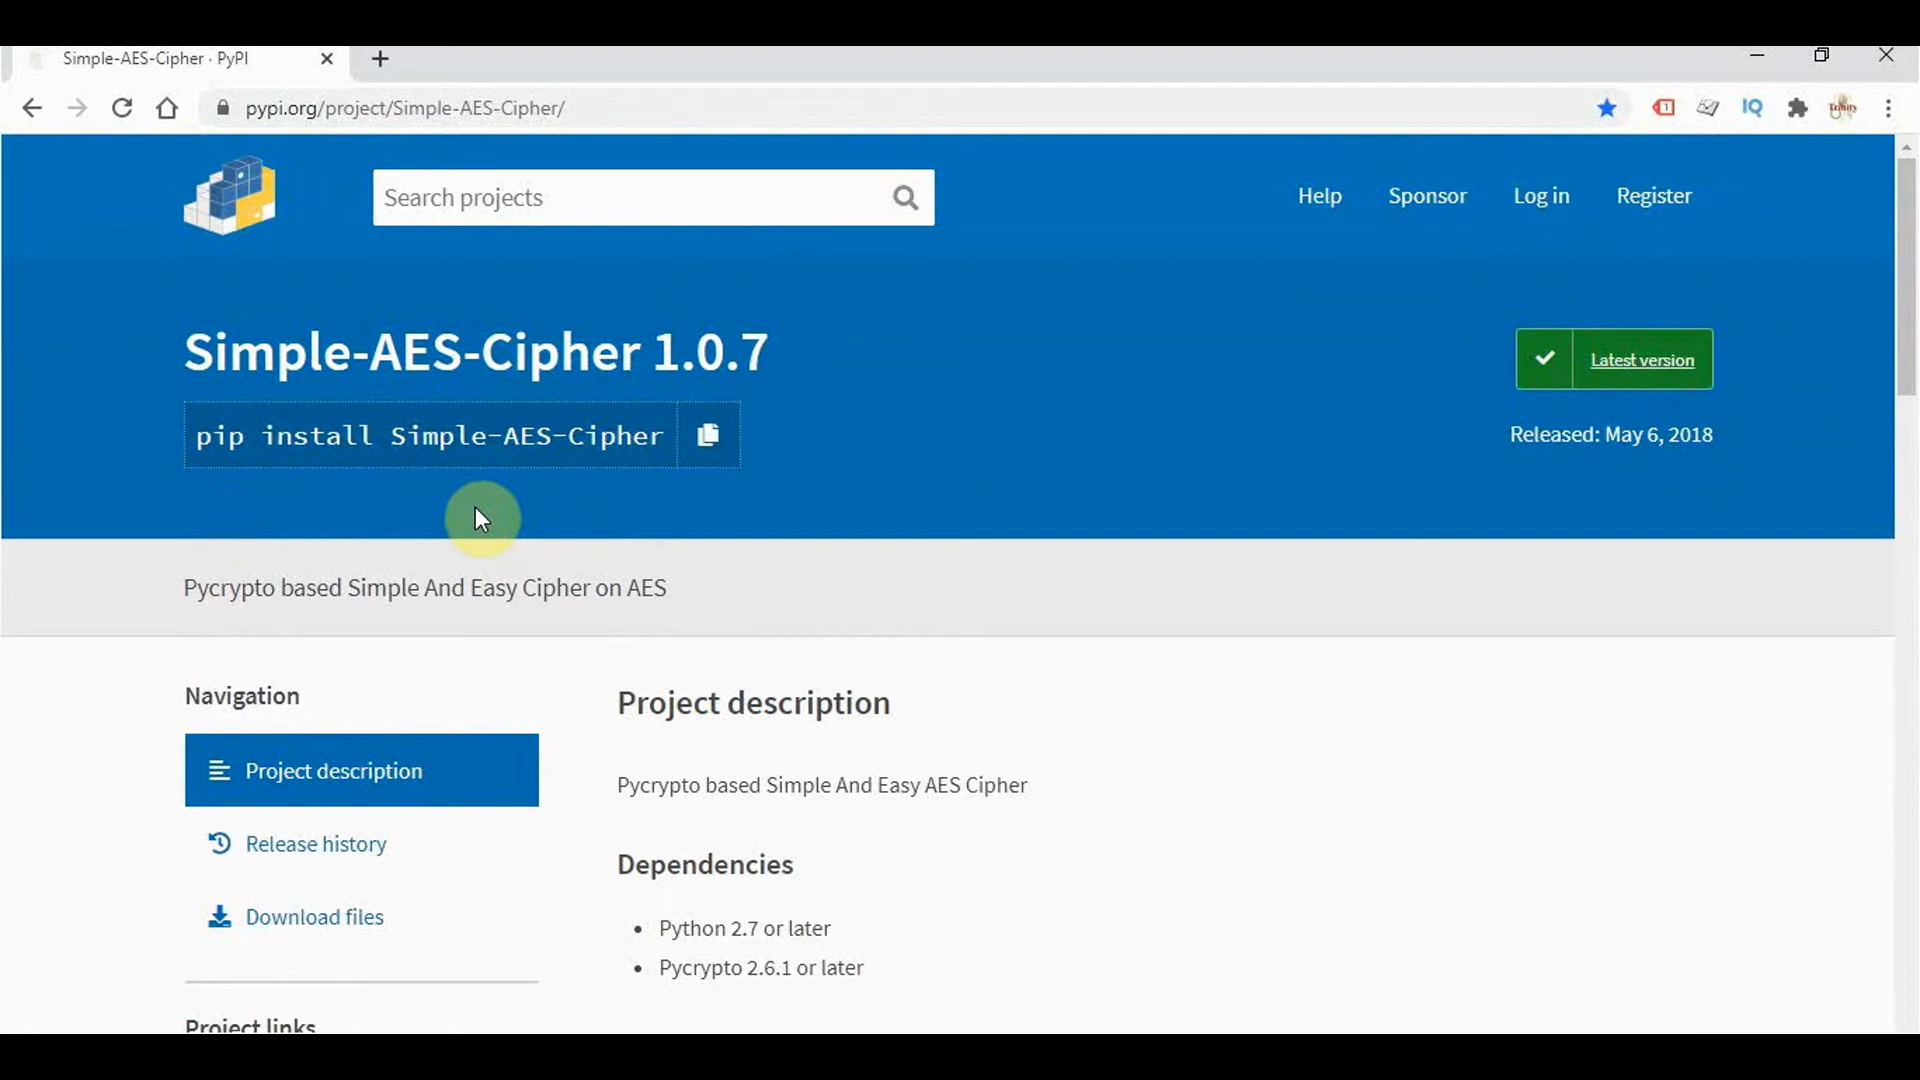 Simple-AES-Cipher · PyPI
pypi.org/project/Simple-AES-Cipher/
IQ
Search projects
Help
Sponsor
Log in
Register
Simple-AES-Cipher 1.0.7
Latest version
pip install Simple-AES-Cipher
Released: May 6, 2018
Pycrypto based Simple And Easy Cipher on AES
Navigation
Project description
Release history
Download files
Project links
Project description
Pycrypto based Simple And Easy AES Cipher
Dependencies
• Python 2.7 or later
• Pycrypto 2.6.1 or later